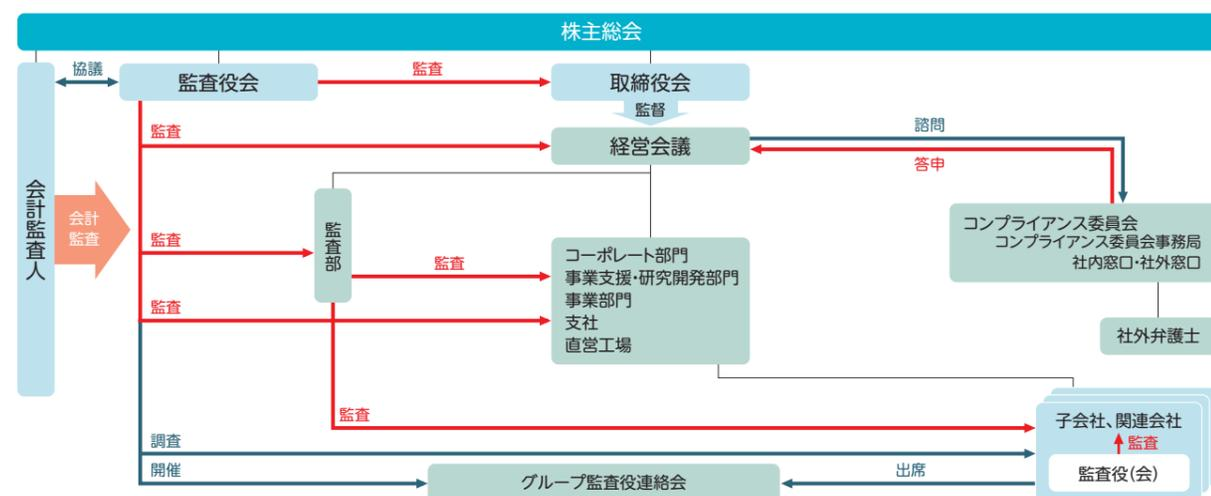 株主総会
協議
監査役会
監査
取締役会
監督
監査
経営会議
諮問
答申
会計監査人
会計
監査
監査
監査部
監査
コンプライアンス委員会
コンプライアンス委員会事務局
社内窓口・社外窓口
コーポレート部門
事業支援・研究開発部門
事業部門
支社
直営工場
監査
社外弁護士
監査
子会社、関連会社
監査
監査役(会)
調査
開催
グループ監査役連絡会
出席